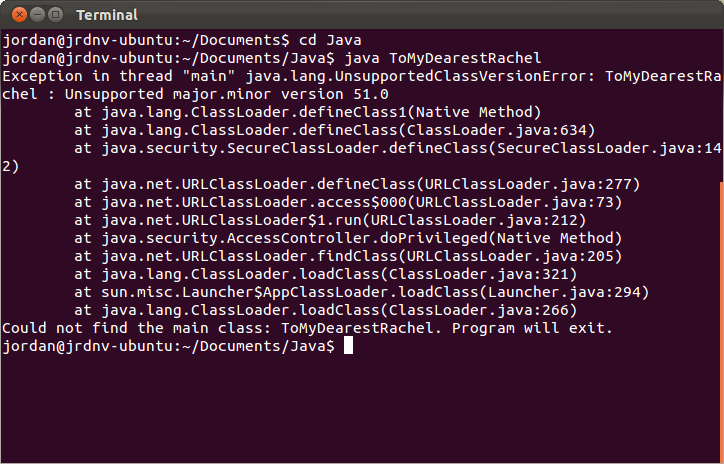 Terminal
jordan@jrdnv-ubuntu:~/Documents$ cd Java
jordan@jrdnv-ubuntu:~/Documents/Java$ java ToMyDearestRachel
Exception in thread "main" java.lang.UnsupportedClassVersionError: ToMyDearestRa
chel : Unsupported major.minor version 51.0
        at java.lang.ClassLoader.defineClass1(Native Method)
        at java.lang.ClassLoader.defineClass(ClassLoader.java:634)
        at java.security.SecureClassLoader.defineClass(SecureClassLoader.java:14
2)
        at java.net.URLClassLoader.defineClass(URLClassLoader.java:277)
        at java.net.URLClassLoader.access$000(URLClassLoader.java:73)
        at java.net.URLClassLoader$1.run(URLClassLoader.java:212)
        at java.security.AccessController.doPrivileged(Native Method)
        at java.net.URLClassLoader.findClass(URLClassLoader.java:205)
        at java.lang.ClassLoader.loadClass(ClassLoader.java:321)
        at sun.misc.Launcher$AppClassLoader.loadClass(Launcher.java:294)
        at java.lang.ClassLoader.loadClass(ClassLoader.java:266)
Could not find the main class: ToMyDearestRachel. Program will exit.
jordan@jrdnv-ubuntu:~/Documents/Java$